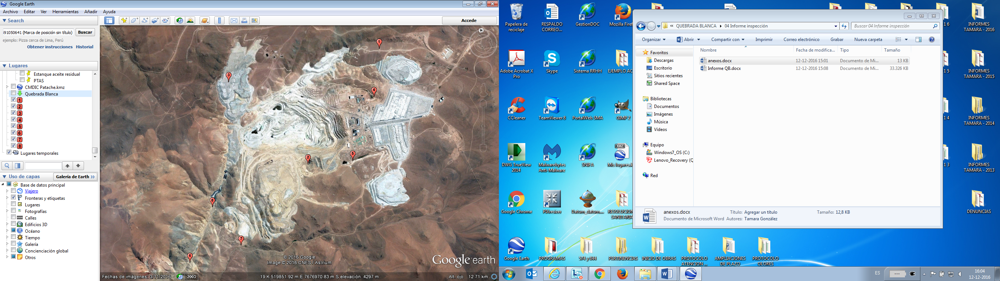 Google Earth
Archivo Editar Ver Herramientas Añadir Ayuda
Search
i91050641 (Marca de posición sin título) Buscar
ejemplo: Pizza cerca de Lima, Perú
Obtener instrucciones Historial
Lugares
Estanque aceite residual
PTAS
CMDIC Patache.kmz
Quebrada Blanca
1
2
3
4
5
6
7
8
Lugares temporales
Uso de capas Galería de Earth >>
Base de datos principal
Viajero
Fronteras y etiquetas
Lugares
Fotografías
Calles
Edificios 3D
Océano
Tiempo
Galería
Concienciación global
Otros
Accede
N
1
3
4
5
2
8
7
6
© 2016 Google
Image © 2016 CNES / Astrium
Google earth
Fechas de imágenes: 3/11/2016 2003 19 K 519851.92 m E 7676970.83 m S elevación 4297 m Alt. ojo 12.71 km
Papelera de reciclaje
RESPALDO CORREO...
GestionDOC
Mozilla Firef
Adobe Acrobat X Pro
Skype
Sistema RRHH
EJEMPLO AC
CCleaner
TeamViewer 8
PortalWeb SMA
GIMP 2
DWG TrueView 2014
Malwarebytes Anti-Malware
SNIFA
KMZ
Mis lugares.k
Google Chrome
PIXresizer
Datum_datum....
RESOLUCION SANITARIA
Google Earth
PROGRAMAS
574 y 844
PERTINENCIAS
INICIO DE OBRAS
PROTOCOLO ATENCION ...
AMPLIACIONES DE PLAZO
PROTOCOLO OLORES
« QUEBRADA BLANCA 04 Informe inspección
Buscar 04 Informe inspección
Organizar Abrir Compartir con Imprimir Correo electrónico Grabar Nueva carpeta
Favoritos
Descargas
Escritorio
Sitios recientes
Shared Space
Bibliotecas
Documentos
Imágenes
Música
Vídeos
Equipo
Windows7_OS (C:)
Lenovo_Recovery (Q
Red
Nombre Fecha de modifica... Tipo Tamaño
anexos.docx 12-12-2016 15:01 Documento de Mi... 13 KB
Informe QB.docx 12-12-2016 15:08 Documento de Mi... 33.326 KB
anexos.docx Título: Agregar un título Tamaño: 12,8 KB
Documento de Microsoft Word Autores: Tamara González
1 6
1 5
1 4
1 3
INFORMES TAMARA - 2016
INFORMES TAMARA - 2015
INFORMES TAMARA - 2014
INFORMES TAMARA - 2013
DENUNCIAS
ES
---
16:04
12-12-2016